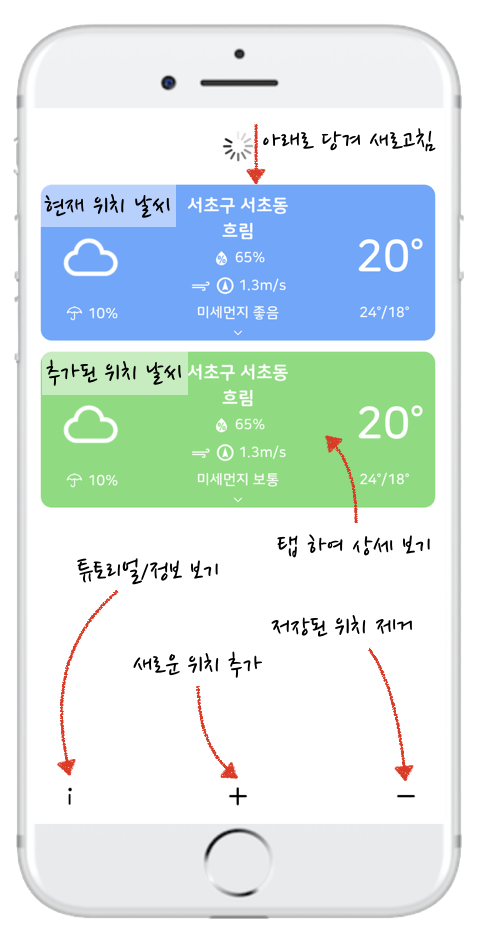 아래로 당겨 새로고침
현재 위치 날씨
서초구 서초동
흐림
65%
1.3m/s
20°
10%
미세먼지 좋음
24°/18°
추가된 위치 날씨
서초구 서초동
흐림
65%
1.3m/s
20°
10%
미세먼지 보통
24°/18°
탭 하여 상세 보기
튜토리얼/정보 보기
저장된 위치 제거
새로운 위치 추가
i
+
−